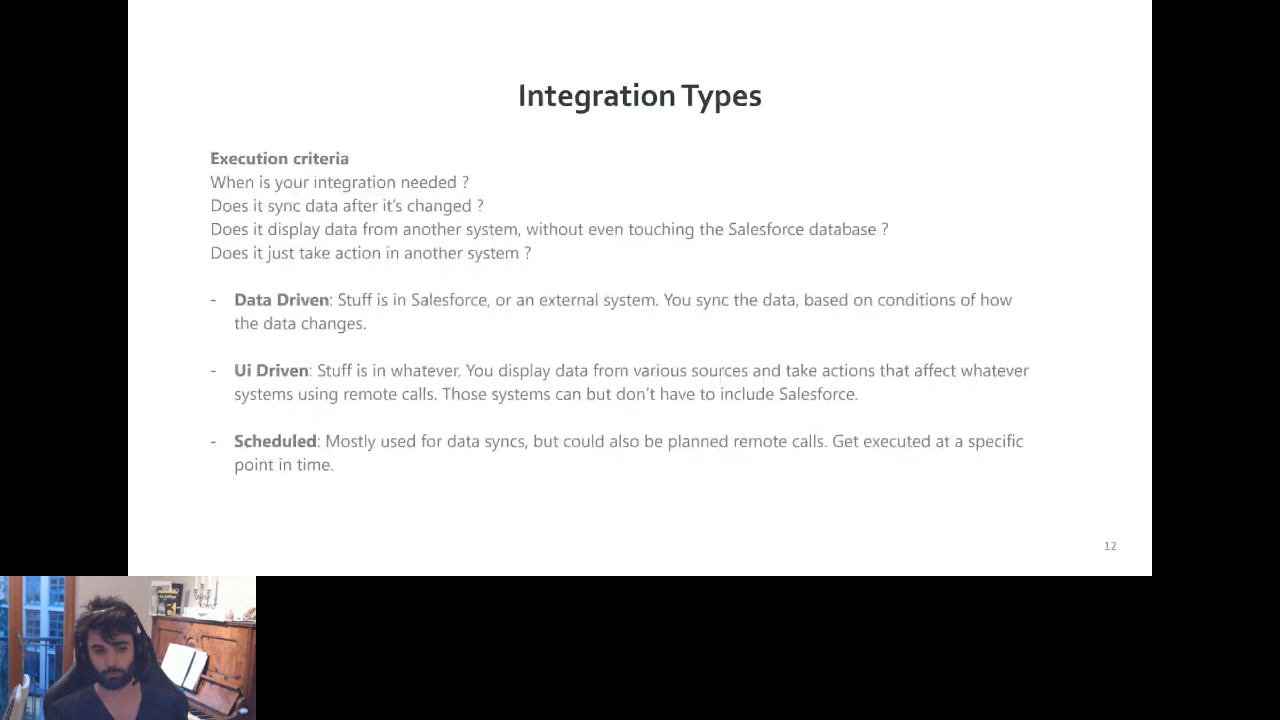 Integration Types
Execution criteria
When is your integration needed ?
Does it sync data after it's changed ?
Does it display data from another system, without even touching the Salesforce database ?
Does it just take action in another system ?
- Data Driven: Stuff is in Salesforce, or an external system. You sync the data, based on conditions of how
the data changes.
- Ui Driven: Stuff is in whatever. You display data from various sources and take actions that affect whatever
systems using remote calls. Those systems can but don't have to include Salesforce.
- Scheduled: Mostly used for data syncs, but could also be planned remote calls. Get executed at a specific
point in time.
12